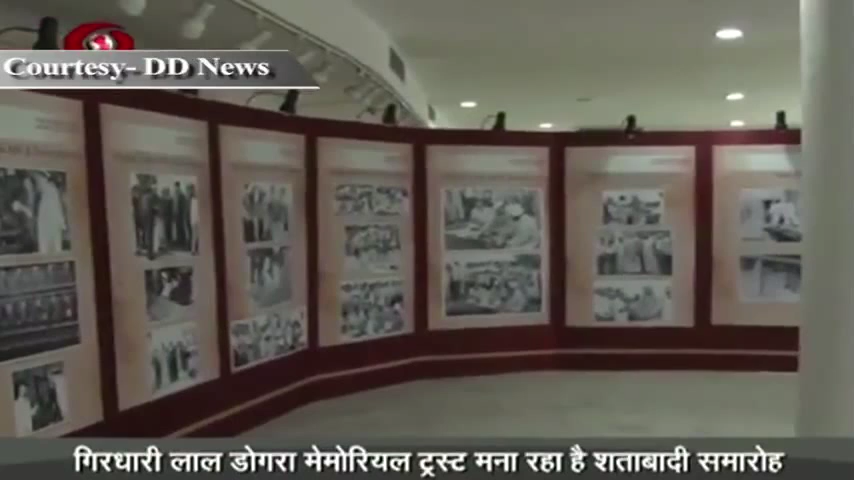 Courtesy- DD News
गिरधारी लाल डोगरा मेमोरियल ट्रस्ट मना रहा है शताबादी समारोह